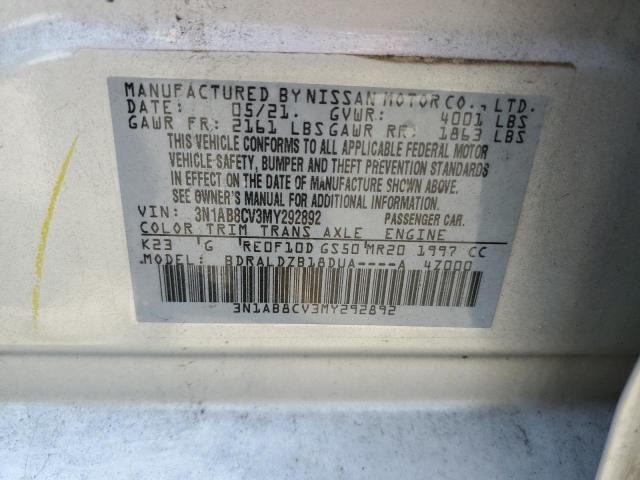 MANUFACTURED BY NISSAN MOTOR CO., LTD.
DATE: 05/21. GVWR: 4001 LBS
GAWR FR: 2161 LBS GAWR RR: 1863 LBS
THIS VEHICLE CONFORMS TO ALL APPLICABLE FEDERAL MOTOR
VEHICLE-SAFETY, BUMPER AND THEFT PREVENTION STANDARDS
IN EFFECT ON THE DATE OF MANUFACTURE SHOWN ABOVE.
SEE OWNER'S MANUAL FOR ADDITIONAL INFORMATION.
VIN: 3N1AB8CV3MY292892 PASSENGER CAR.
COLOR TRIM TRANS AXLE ENGINE
K23 G RE0F10D GS50 MR20 1997 CC
MODEL: BDRALDZB18DUA----A 4Z000
3N1AB8CV3MY292892